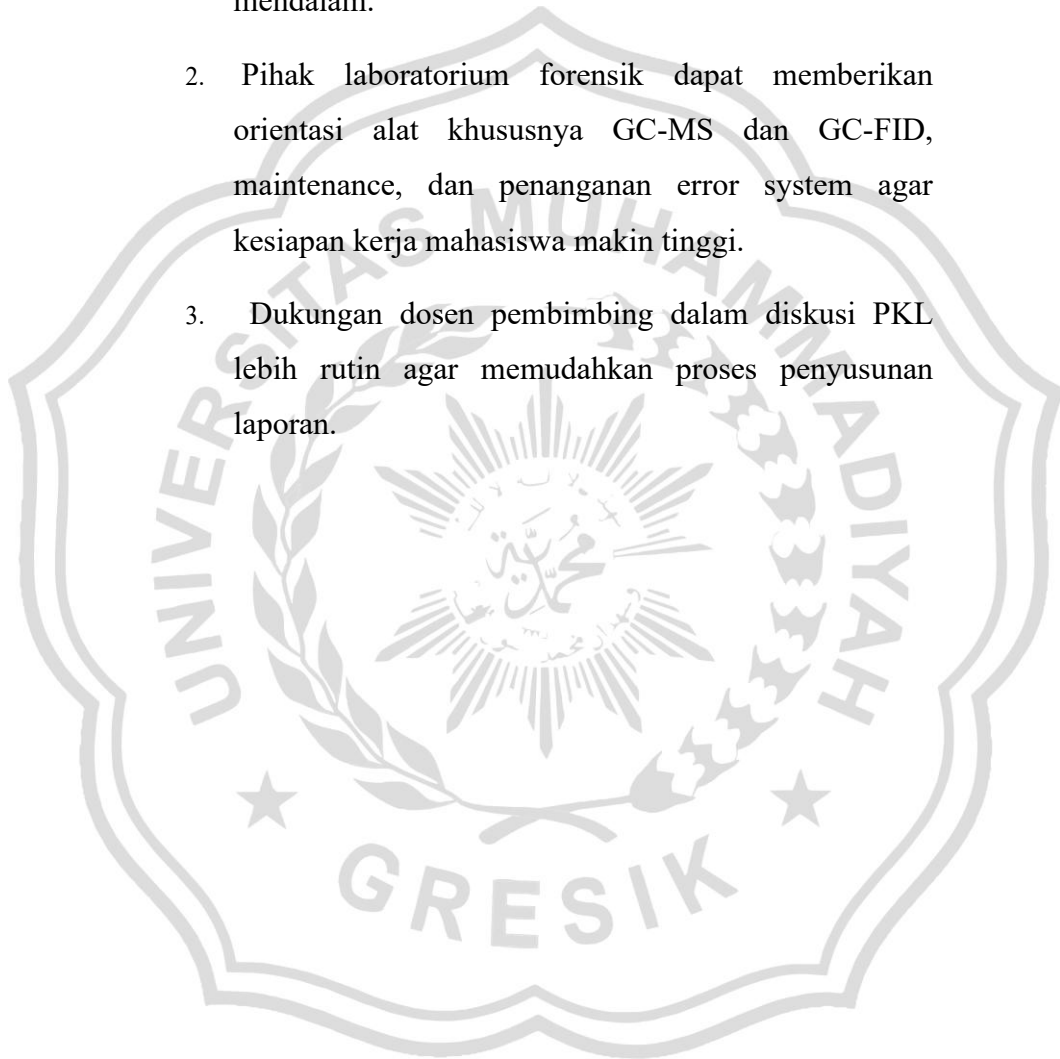 mendalam.
2. Pihak laboratorium forensik dapat memberikan
orientasi alat khususnya GC-MS dan GC-FID,
maintenance, dan penanganan error system agar
kesiapan kerja mahasiswa makin tinggi.
3. Dukungan dosen pembimbing dalam diskusi PKL
lebih rutin agar memudahkan proses penyusunan
laporan.
UNIVERSITAS MUHAMMADIYAH
GRESIK